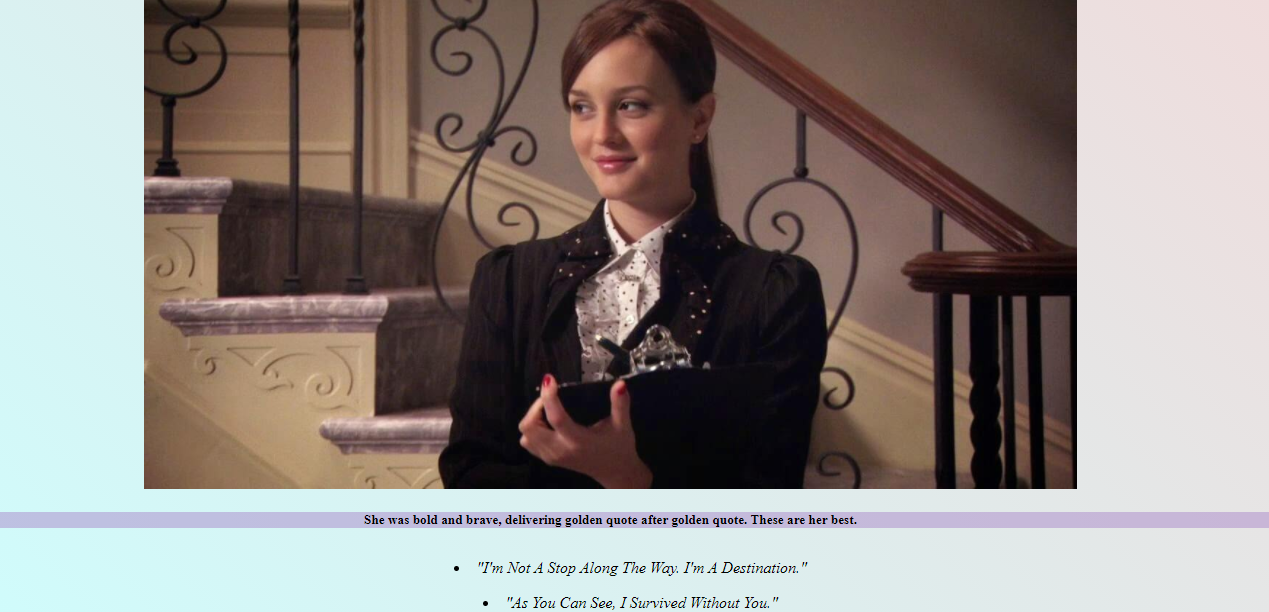 She was bold and brave, delivering golden quote after golden quote. These are her best.
• "I'm Not A Stop Along The Way. I'm A Destination."
• "As You Can See, I Survived Without You."